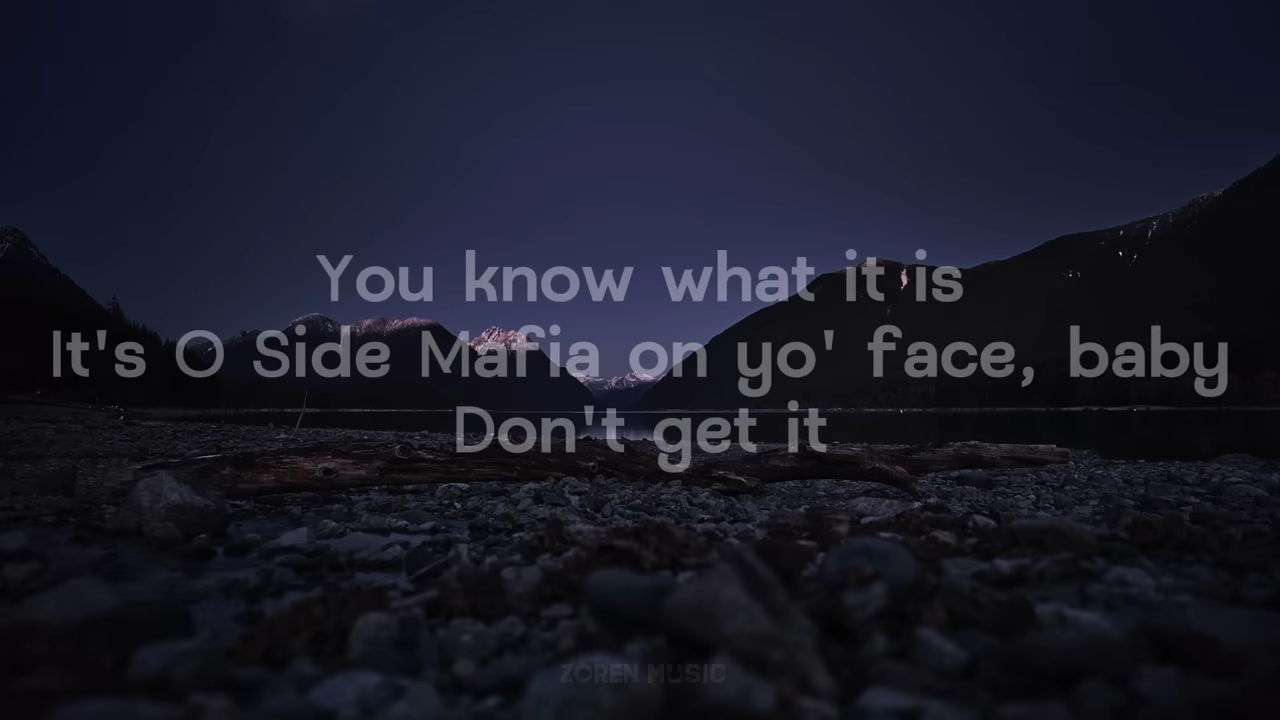 You know what it is
It's O Side Mafia on yo' face, baby
Don't get it
ZOREN MUSIC